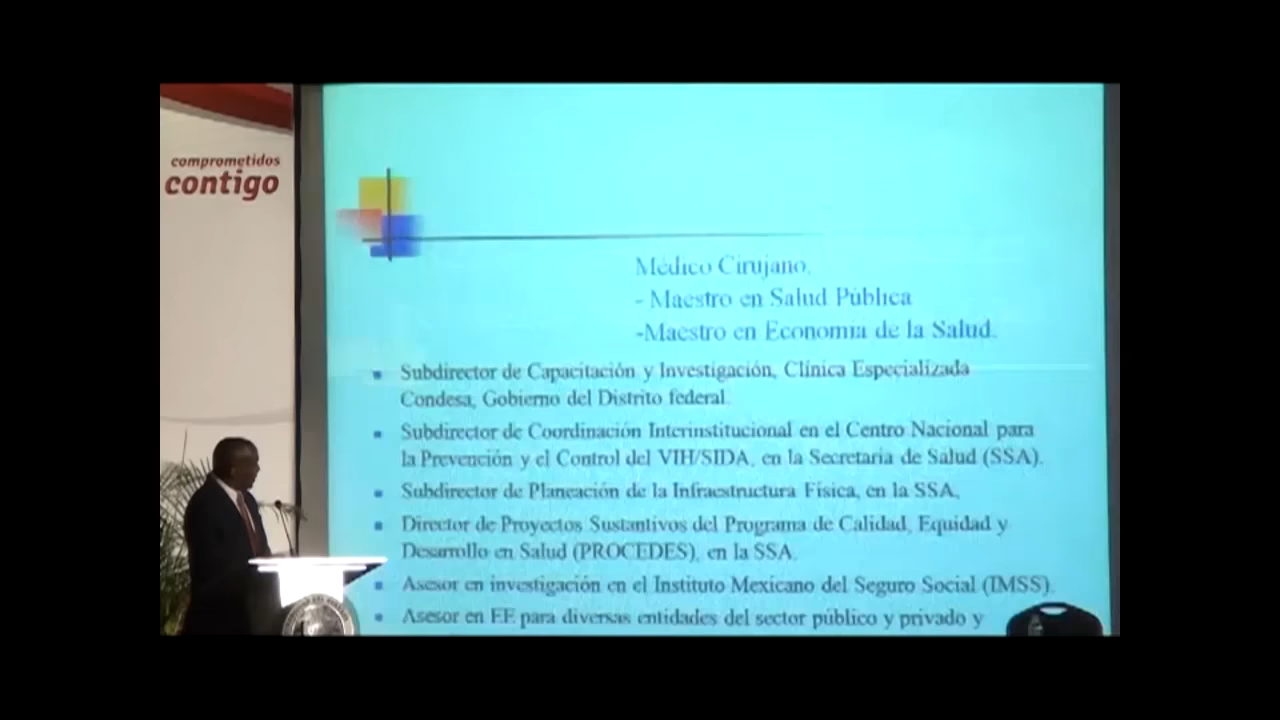 comprometidos
contigo
Médico Cirujano,
- Maestro en Salud Pública
-Maestro en Economia de la Salud.
Subdirector de Capacitación y Investigación, Clínica Especializada
Condesa, Gobierno del Distrito federal.
Subdirector de Coordinación Interinstitucional en el Centro Nacional para
la Prevención y el Control del VIH/SIDA, en la Secretaria de Salud (SSA).
Subdirector de Planeación de la Infraestructura Física, en la SSA,
Director de Proyectos Sustantivos del Programa de Calidad, Equidad y
Desarrollo en Salud (PROCEDES), en la SSA.
Asesor en investigación en el Instituto Mexicano del Seguro Social (IMSS).
Asesor en EE para diversas entidades del sector público y privado y